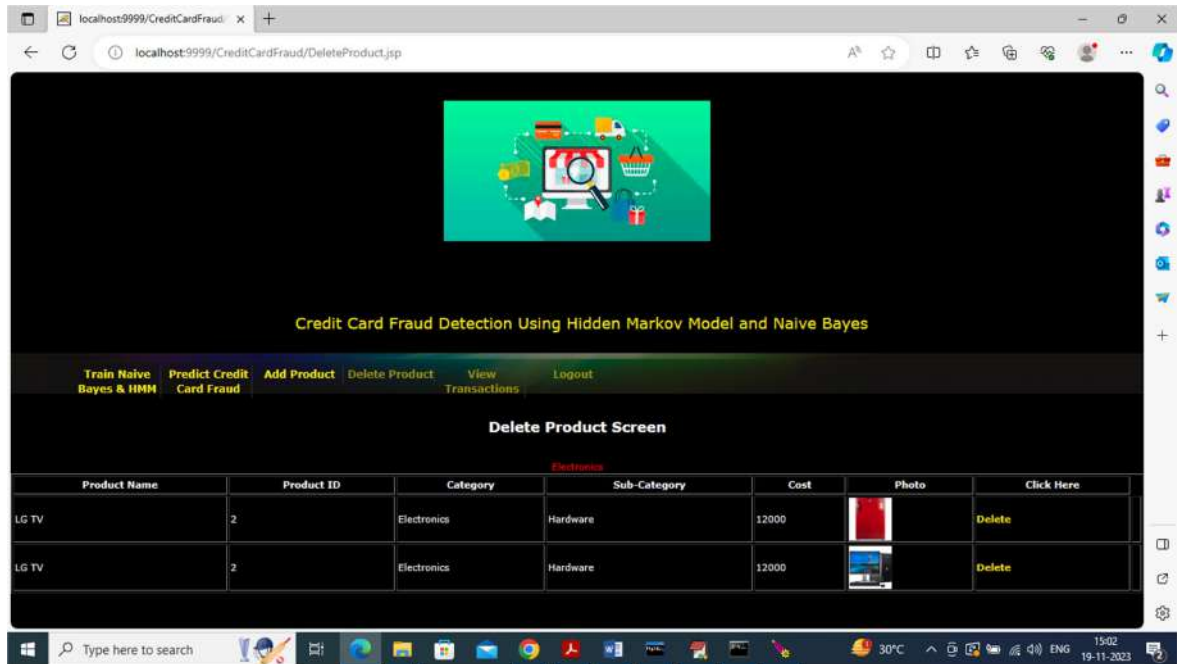 localhost:9999/CreditCardFraud/
localhost:9999/CreditCardFraud/DeleteProduct.jsp
Credit Card Fraud Detection Using Hidden Markov Model and Naive Bayes
Train Naive Bayes & HMM
Predict Credit Card Fraud
Add Product
Delete Product
View Transactions
Logout
Delete Product Screen
Electronics
Product Name Product ID Category Sub-Category Cost Photo Click Here
LG TV 2 Electronics Hardware 12000 Delete
LG TV 2 Electronics Hardware 12000 Delete
Type here to search
30°C
ENG
15:02
19-11-2023